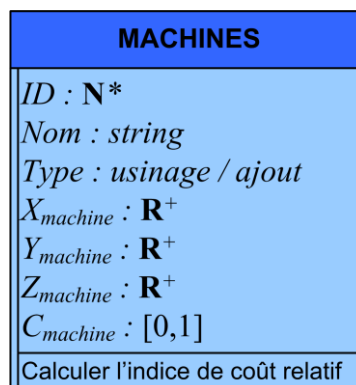 MACHINES
ID : N*
Nom : string
Type : usinage / ajout
Xmachine : R+
Ymachine : R+
Zmachine : R+
Cmachine : [0,1]
Calculer l'indice de coût relatif